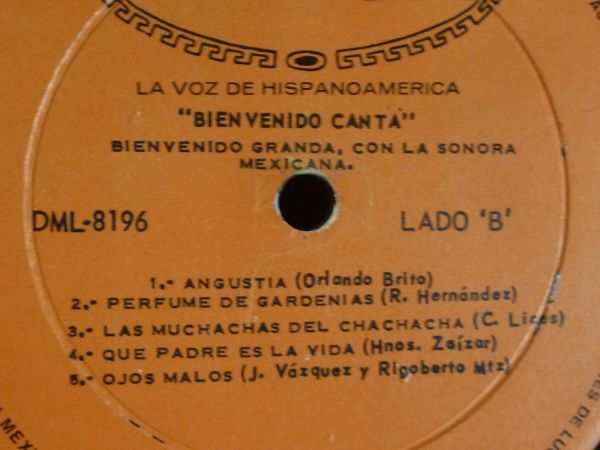 LA VOZ DE HISPANOAMERICA
"BIENVENIDO CANTA"
BIENVENIDO GRANDA, CON LA SONORA
MEXICANA.
DML-8196 LADO 'B'
1.- ANGUSTIA (Orlando Brito)
2.- PERFUME DE GARDENIAS (R. Hernández)
3.- LAS MUCHACHAS DEL CHACHACHA (C. Lices)
4.- QUE PADRE ES LA VIDA (Hnos. Zaízar)
5.- OJOS MALOS (J. Vázquez y Rigoberto Mtz)